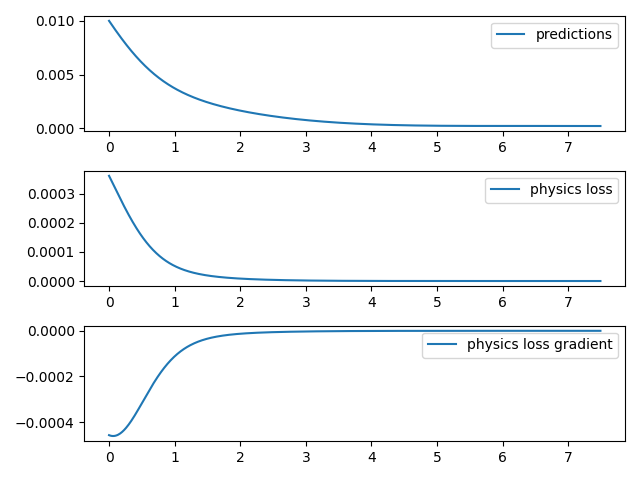 0.010
0.005
0.000
predictions
0 1 2 3 4 5 6 7
0.0003
0.0002
0.0001
0.0000
physics loss
0 1 2 3 4 5 6 7
0.0000
−0.0002
−0.0004
physics loss gradient
0 1 2 3 4 5 6 7